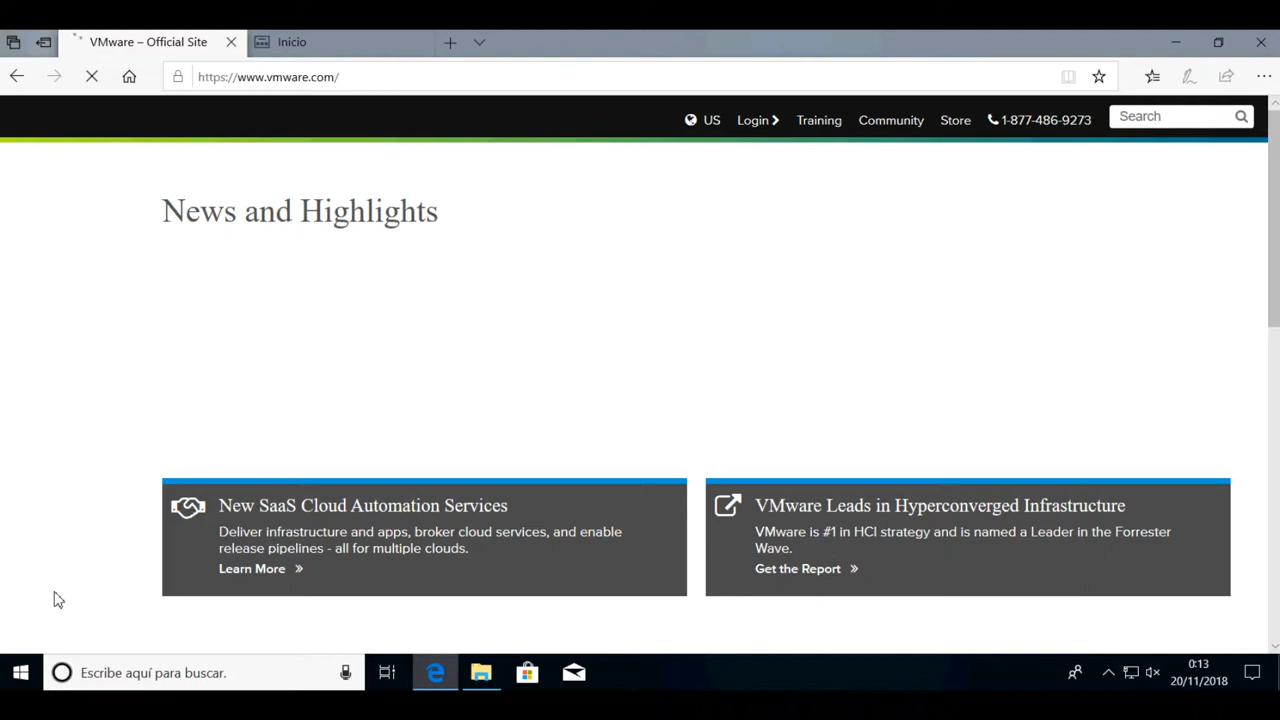 VMware – Official Site
Inicio
https://www.vmware.com/
US Login Training Community Store 1-877-486-9273 Search
News and Highlights
New SaaS Cloud Automation Services
Deliver infrastructure and apps, broker cloud services, and enable
release pipelines - all for multiple clouds.
Learn More »
VMware Leads in Hyperconverged Infrastructure
VMware is #1 in HCI strategy and is named a Leader in the Forrester
Wave.
Get the Report »
Escribe aquí para buscar.
0:13
20/11/2018